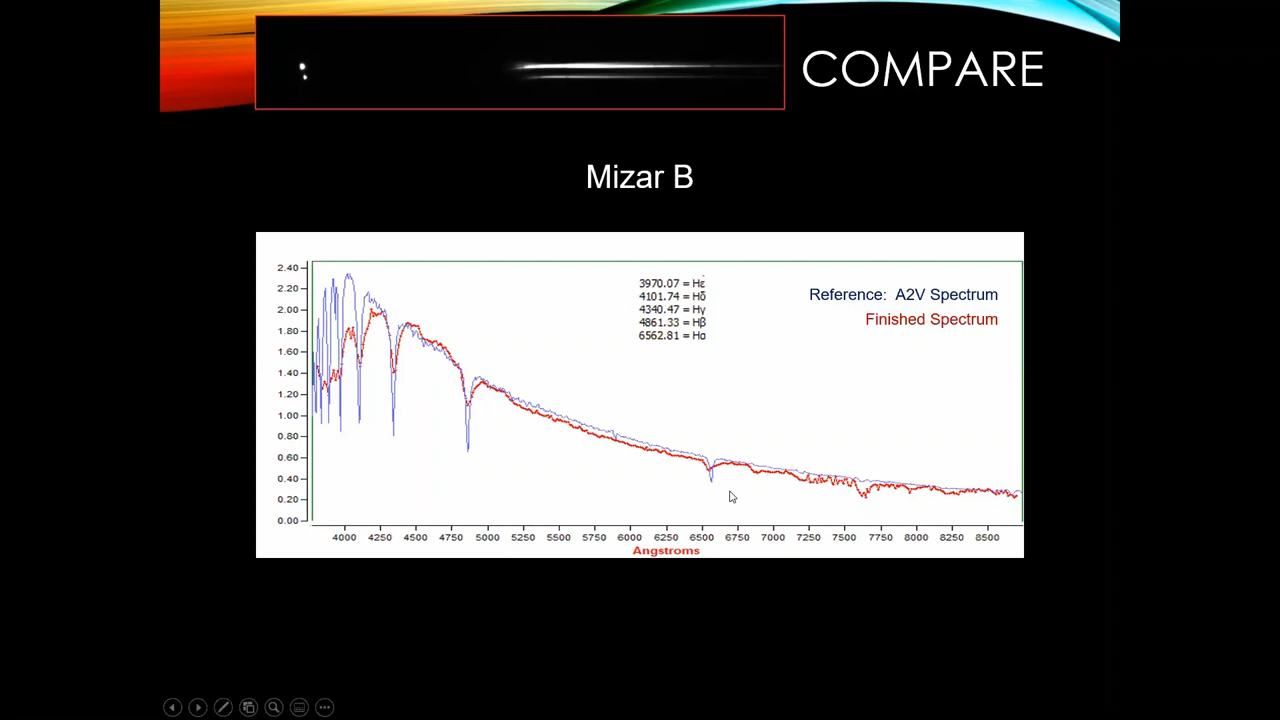 COMPARE
Mizar B
3970.07 = Hε
4101.74 = Hδ
4340.47 = Hγ
4861.33 = Hβ
6562.81 = Hα
Reference: A2V Spectrum
Finished Spectrum
2.40
2.20
2.00
1.80
1.60
1.40
1.20
1.00
0.80
0.60
0.40
0.20
0.00
4000 4250 4500 4750 5000 5250 5500 5750 6000 6250 6500 6750 7000 7250 7500 7750 8000 8250 8500
Angstroms